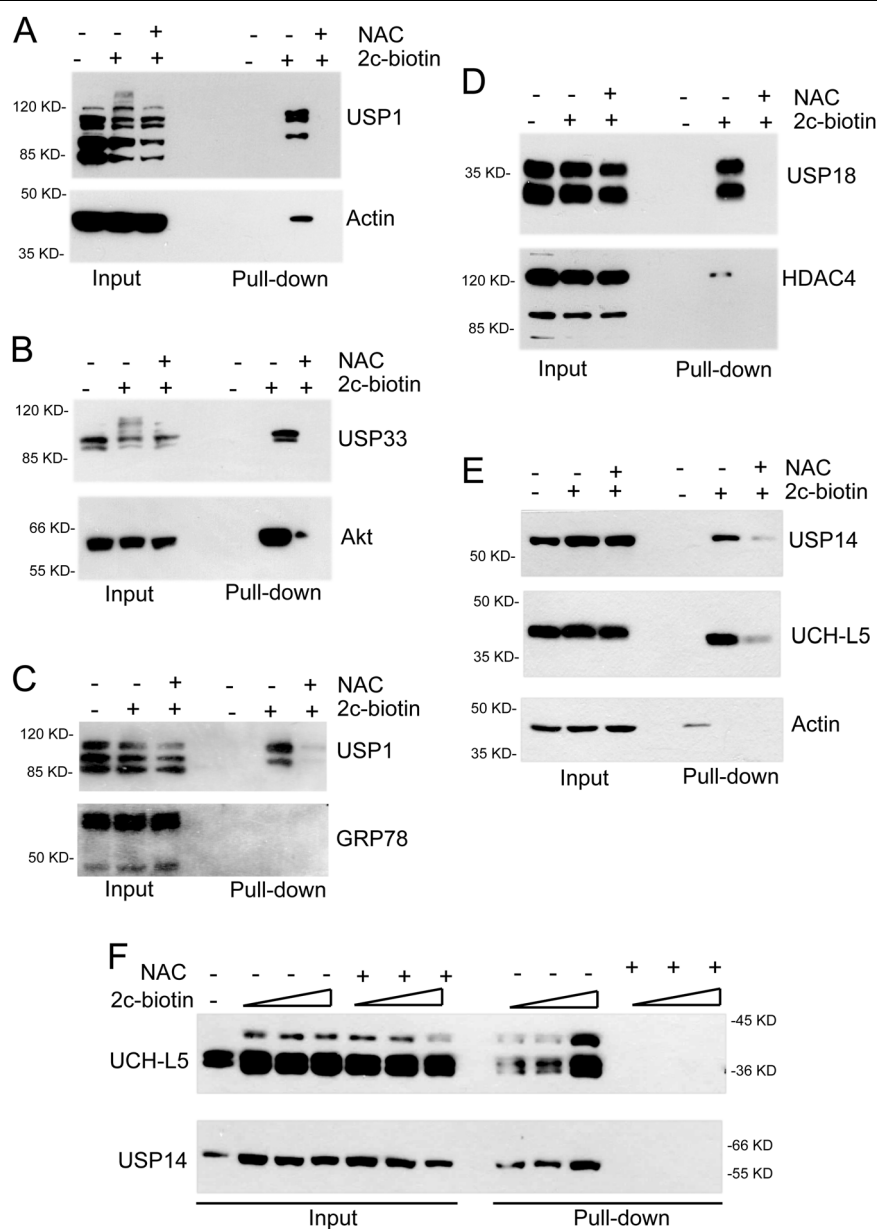 A
- - + - - + NAC
- + + - + + 2c-biotin
120 KD-
USP1
85 KD-
50 KD-
Actin
35 KD-
Input Pull-down
B
- - + - - + NAC
- + + - + + 2c-biotin
120 KD-
USP33
85 KD-
66 KD-
Akt
55 KD-
Input Pull-down
C
- - + - - + NAC
- + + - + + 2c-biotin
120 KD-
USP1
85 KD-
GRP78
50 KD-
Input Pull-down
D
- - + - - + NAC
- + + - + + 2c-biotin
35 KD-
USP18
120 KD-
HDAC4
85 KD-
Input Pull-down
E
- - + - - + NAC
- + + - + + 2c-biotin
USP14
50 KD-
50 KD-
UCH-L5
35 KD-
50 KD-
Actin
35 KD-
Input Pull-down
F
NAC - - - - + + + - - - + + +
2c-biotin -
-45 KD
UCH-L5
-36 KD
-66 KD
USP14
-55 KD
Input Pull-down